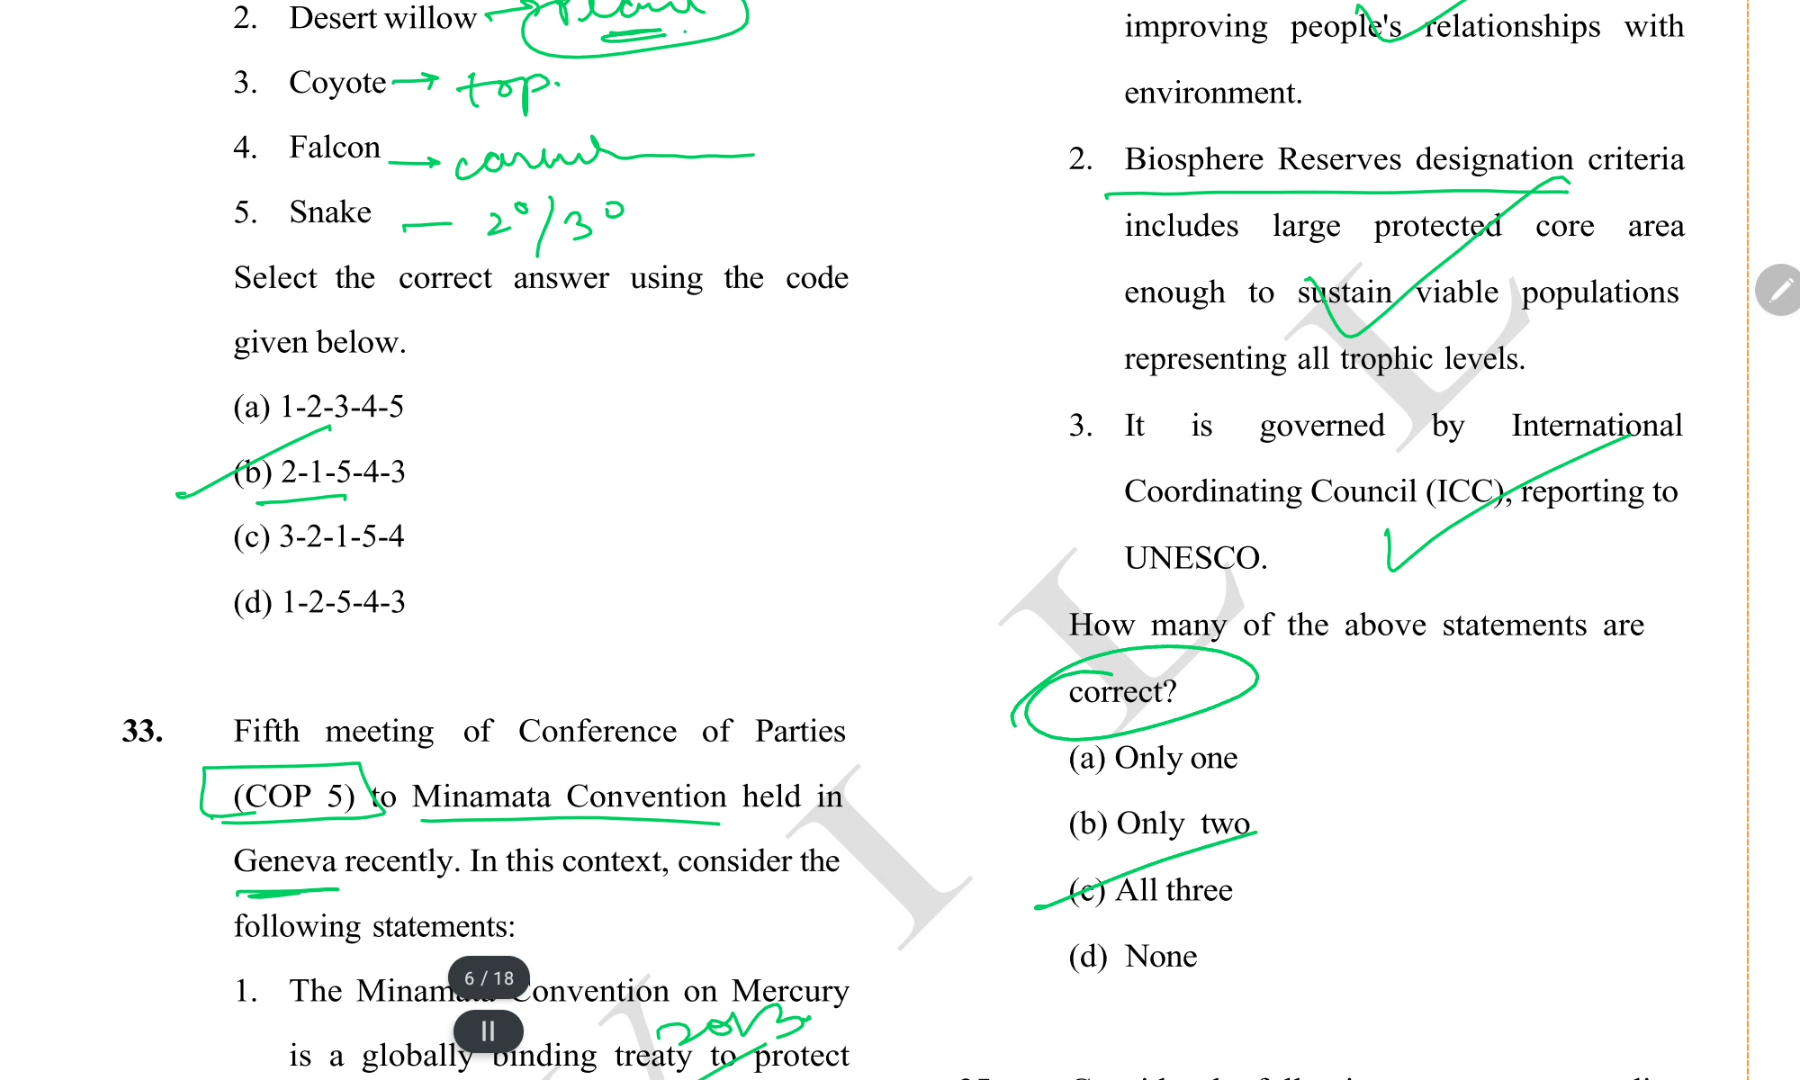 2. Desert willow
3. Coyote → top.
4. Falcon →
5. Snake — 2°/3°
Select the correct answer using the code
given below.
(a) 1-2-3-4-5
(b) 2-1-5-4-3
(c) 3-2-1-5-4
(d) 1-2-5-4-3
33. Fifth meeting of Conference of Parties
(COP 5) to Minamata Convention held in
Geneva recently. In this context, consider the
following statements:
1. The Convention on Mercury
2013
is a globally binding treaty to protect
6 / 18
improving people's relationships with
environment.
2. Biosphere Reserves designation criteria
includes large protected core area
enough to sustain viable populations
representing all trophic levels.
3. It is governed by International
Coordinating Council (ICC), reporting to
UNESCO.
How many of the above statements are
correct?
(a) Only one
(b) Only two
(c) All three
(d) None